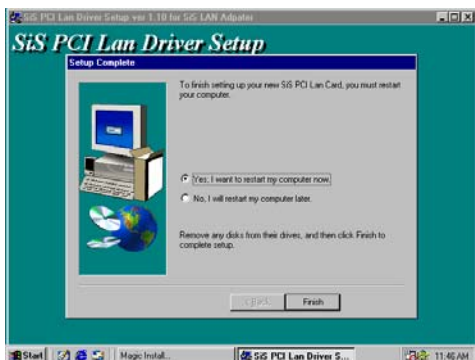 SiS PCI Lan Driver Setup ver 1.10 for SiS LAN Adpater
SiS PCI Lan Driver Setup
Setup Complete
To finish setting up your new SiS PCI Lan Card, you must restart
your computer.
Yes, I want to restart my computer now.
No, I will restart my computer later.
Remove any disks from their drives, and then click Finish to
complete setup.
< Back
Finish
Start
Magic Install...
SiS PCI Lan Driver S...
11:46 AM